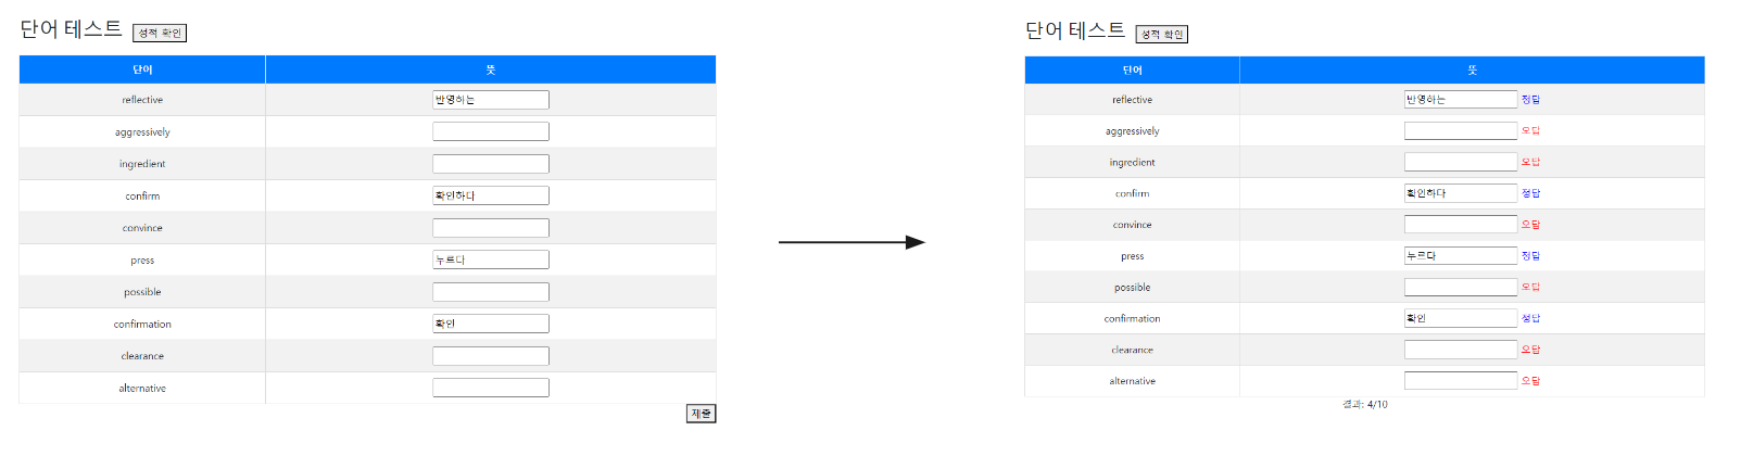 단어 테스트 성적 확인
단어 뜻
reflective 반영하는
aggressively
ingredient
confirm 확인하다
convince
press 누르다
possible
confirmation 확인
clearance
alternative
제출
단어 테스트 성적 확인
단어 뜻
reflective 반영하는 정답
aggressively 오답
ingredient 오답
confirm 확인하다 정답
convince 오답
press 누르다 정답
possible 오답
confirmation 확인 정답
clearance 오답
alternative 오답
결과: 4/10